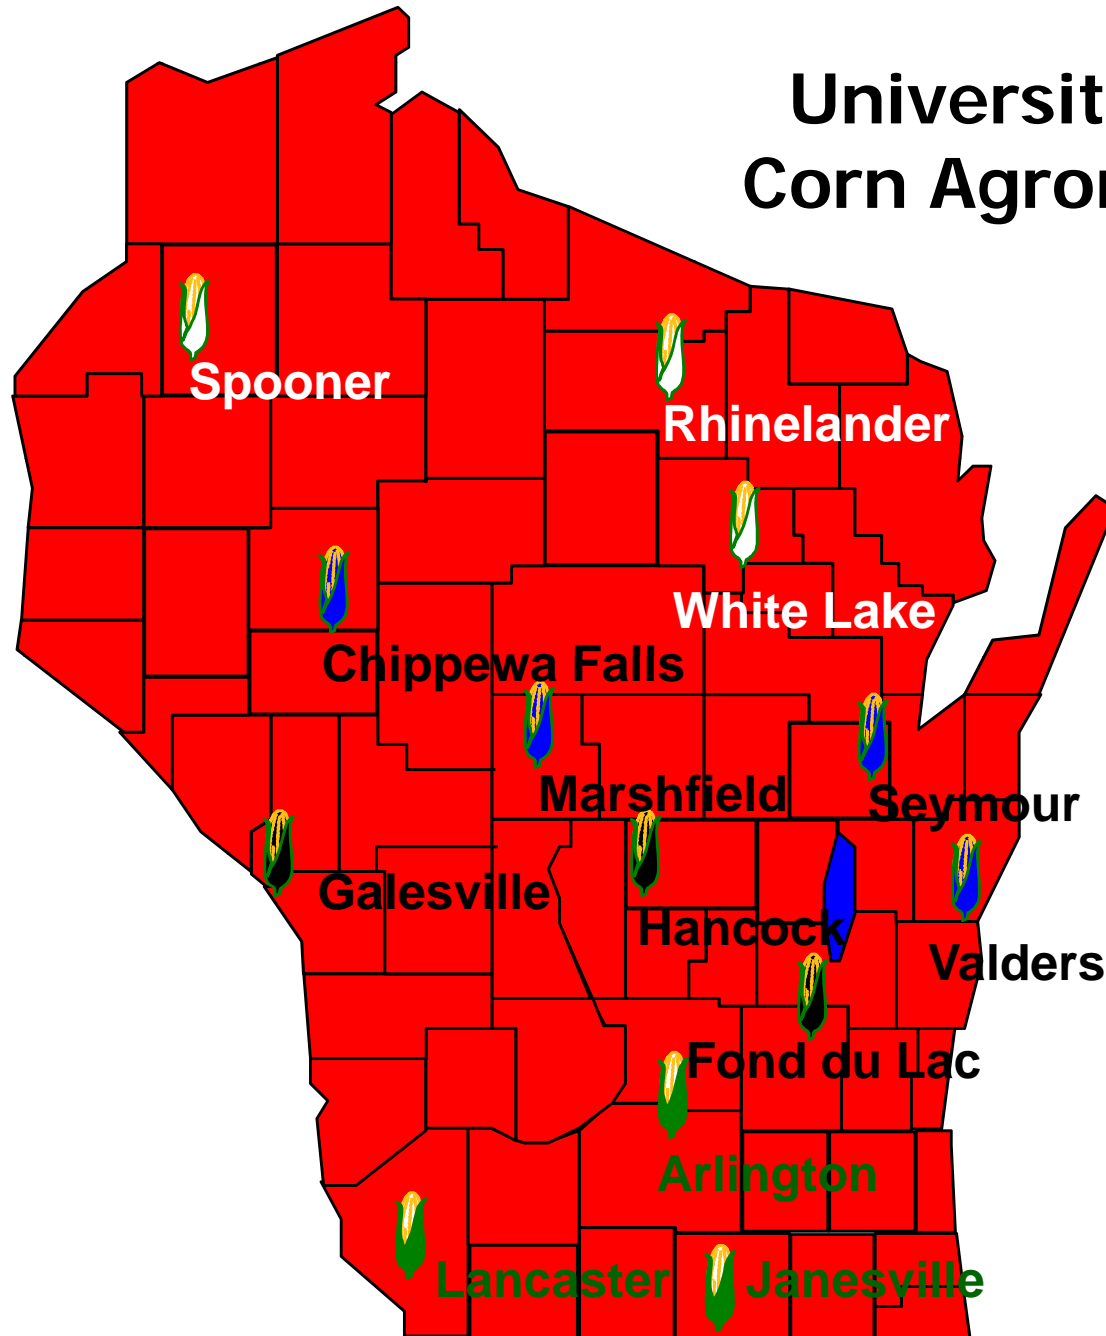 Universit
Corn Agron
Spooner
Rhinelander
White Lake
Chippewa Falls
Marshfield
Seymour
Galesville
Hancock
Valders
Fond du Lac
Arlington
Lancaster
Janesville